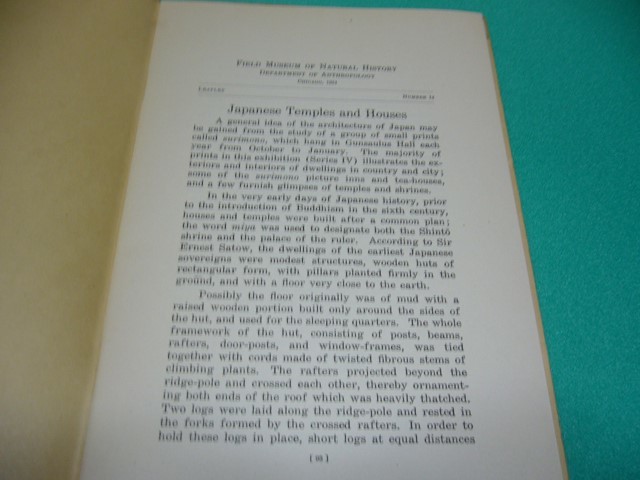 FIELD MUSEUM OF NATURAL HISTORY
DEPARTMENT OF ANTHROPOLOGY
CHICAGO,
LEAFLET
NUMBER
Japanese Temples and Houses
A general idea of the architecture of Japan may
be gained from the study of a group of small prints
called surimono, which hang in Gunsaulus Hall each
year from October to January. The majority of
prints in this exhibition (Series IV) illustrates the ex-
teriors and interiors of dwellings in country and city;
some of the surimono picture inns and tea-houses,
and a few furnish glimpses of temples and shrines.
In the very early days of Japanese history, prior
to the introduction of Buddhism in the sixth century,
houses and temples were built after a common plan;
the word miya was used to designate both the Shintō
shrine and the palace of the ruler. According to Sir
Ernest Satow, the dwellings of the earliest Japanese
sovereigns were modest structures, wooden huts of
rectangular form, with pillars planted firmly in the
ground, and with a floor very close to the earth.
Possibly the floor originally was of mud with a
raised wooden portion built only around the sides of
the hut, and used for the sleeping quarters. The whole
framework of the hut, consisting of posts, beams,
rafters, door-posts, and window-frames, was tied
together with cords made of twisted fibrous stems of
climbing plants. The rafters projected beyond the
ridge-pole and crossed each other, thereby ornament-
ing both ends of the roof which was heavily thatched.
Two logs were laid along the ridge-pole and rested in
the forks formed by the crossed rafters. In order to
hold these logs in place, short logs at equal distances